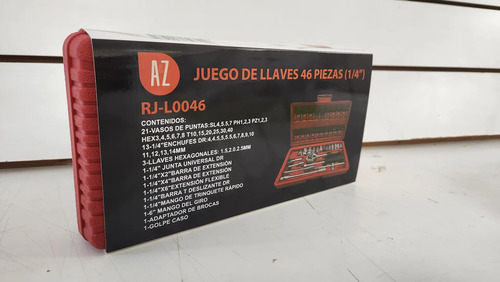 AZ
JUEGO DE LLAVES 46 PIEZAS (1/4")
RJ-L0046
CONTENIDOS:
21-VASOS DE PUNTAS:SL4,5.5,7 PH1,2,3 PZ1,2,3
HEX3,4,5,6,7,8 T10,15,20,25,30,40
13-1/4"ENCHUFES DR:4,4.5,5,5.5,6,7,8,9,10
11,12,13,14MM
3-LLAVES HEXAGONALES: 1.5,2.0,2.5MM
1-1/4" JUNTA UNIVERSAL DR
1-1/4"X2"BARRA DE EXTENSIÓN
1-1/4"X4"BARRA DE EXTENSIÓN
1-1/4"X6"EXTENSIÓN FLEXIBLE
1-1/4"BARRA T DESLIZANTE DR
1-1/4"MANGO DE TRINQUETE RÁPIDO
1-6" MANGO DEL GIRO
1-ADAPTADOR DE BROCAS
1-GOLPE CASO